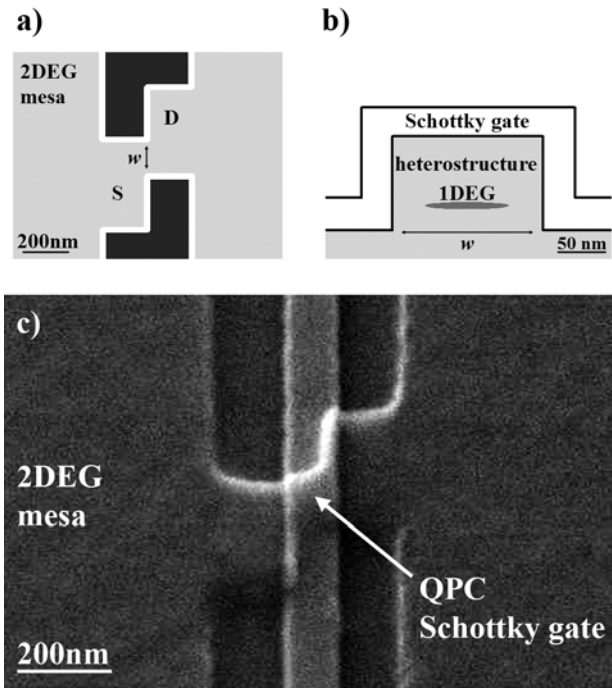 a)
2DEG
mesa
D
w
S
200nm
b)
Schottky gate
heterostructure
1DEG
w
50 nm
c)
2DEG
mesa
QPC
Schottky gate
200nm